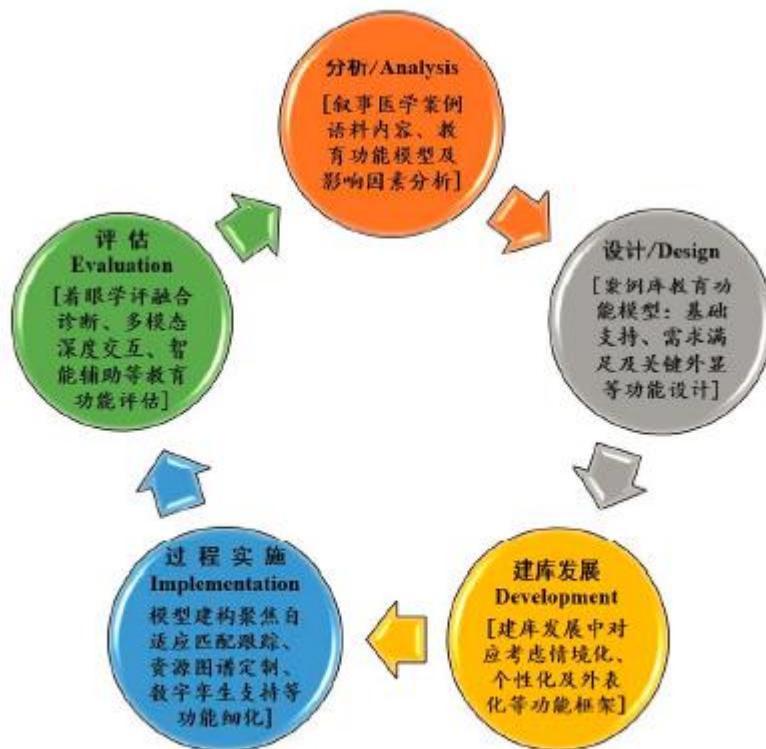 分析/Analysis
[叙事医学案例
语料内容、教
育功能模型及
影响因素分析]
设计/Design
[案例库教育功
能模型：基础
支持、需求满
足及关键外显
等功能设计]
建库发展
Development
[建库发展中对
应考虑情境化、
个性化及外表
化等功能框架]
过 程 实 施
Implementation
模型建构聚焦自
适应匹配跟踪、
资源图谱定制、
数字孪生支持等
功能细化]
评 估
Evaluation
[着眼学评融合
诊断、多模态
深度交互、智
能辅助等教育
功能评估]